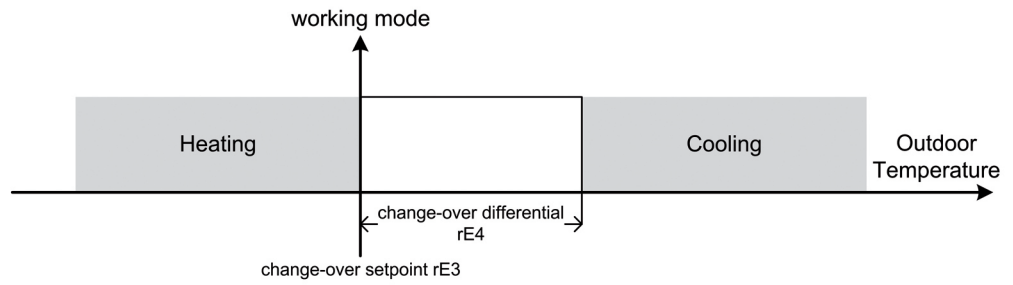 working mode
Heating
Cooling
Outdoor
Temperature
change-over differential
rE4
change-over setpoint rE3